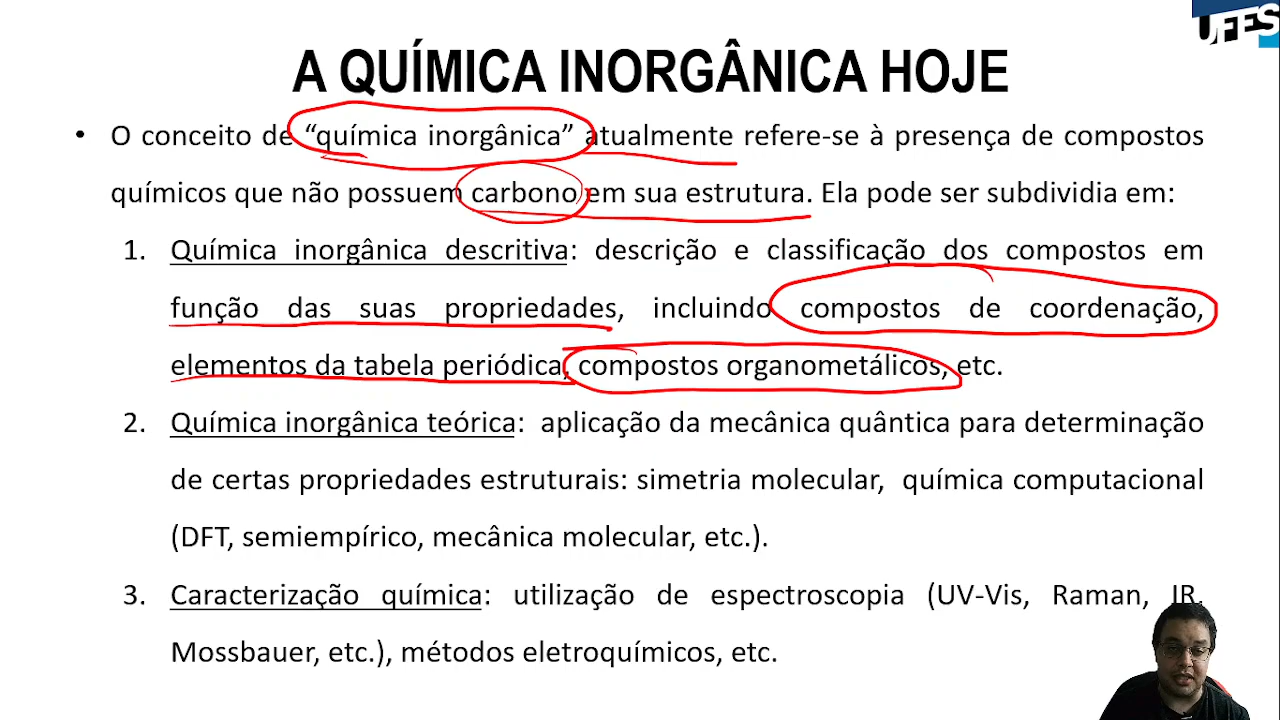 UFES
A QUÍMICA INORGÂNICA HOJE
• O conceito de “química inorgânica” atualmente refere-se à presença de compostos
químicos que não possuem carbono em sua estrutura. Ela pode ser subdividia em:
1. Química inorgânica descritiva: descrição e classificação dos compostos em
função das suas propriedades, incluindo compostos de coordenação,
elementos da tabela periódica, compostos organometálicos, etc.
2. Química inorgânica teórica: aplicação da mecânica quântica para determinação
de certas propriedades estruturais: simetria molecular, química computacional
(DFT, semiempírico, mecânica molecular, etc.).
3. Caracterização química: utilização de espectroscopia (UV-Vis, Raman, IR,
Mossbauer, etc.), métodos eletroquímicos, etc.